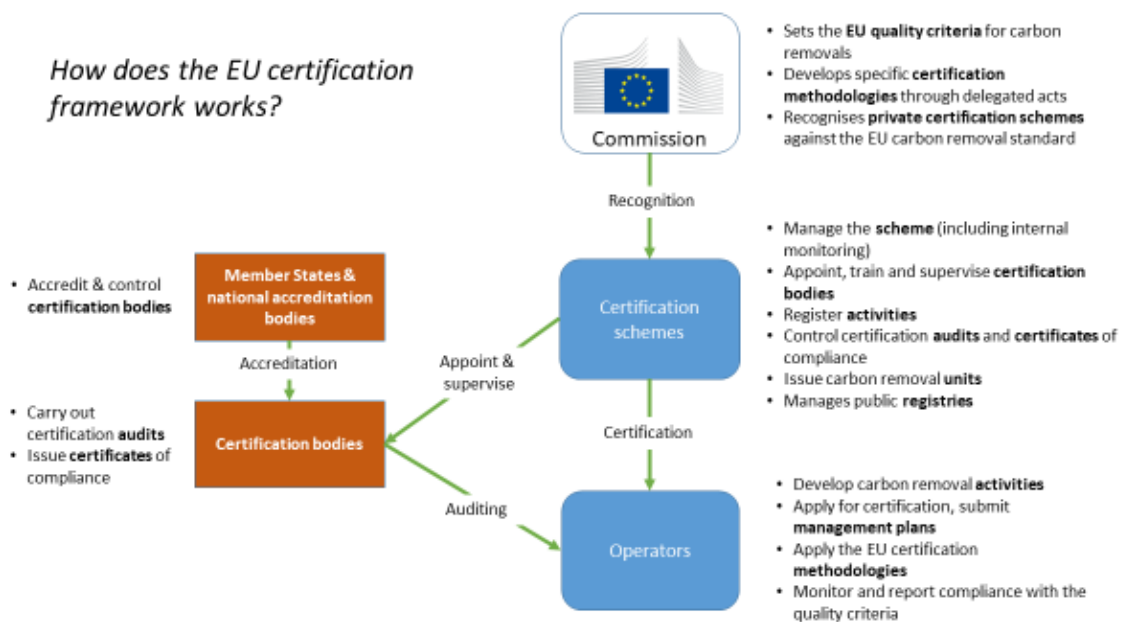 How does the EU certification
framework works?
Commission
• Sets the EU quality criteria for carbon
removals
• Develops specific certification
methodologies through delegated acts
• Recognises private certification schemes
against the EU carbon removal standard
Recognition
• Accredit & control
certification bodies
Member States &
national accreditation
bodies
Certification
schemes
• Manage the scheme (including internal
monitoring)
• Appoint, train and supervise certification
bodies
• Register activities
• Control certification audits and certificates of
compliance
• Issue carbon removal units
• Manages public registries
Accreditation
Appoint &
supervise
• Carry out
certification audits
• Issue certificates of
compliance
Certification bodies
Certification
Auditing
Operators
• Develop carbon removal activities
• Apply for certification, submit
management plans
• Apply the EU certification
methodologies
• Monitor and report compliance with the
quality criteria